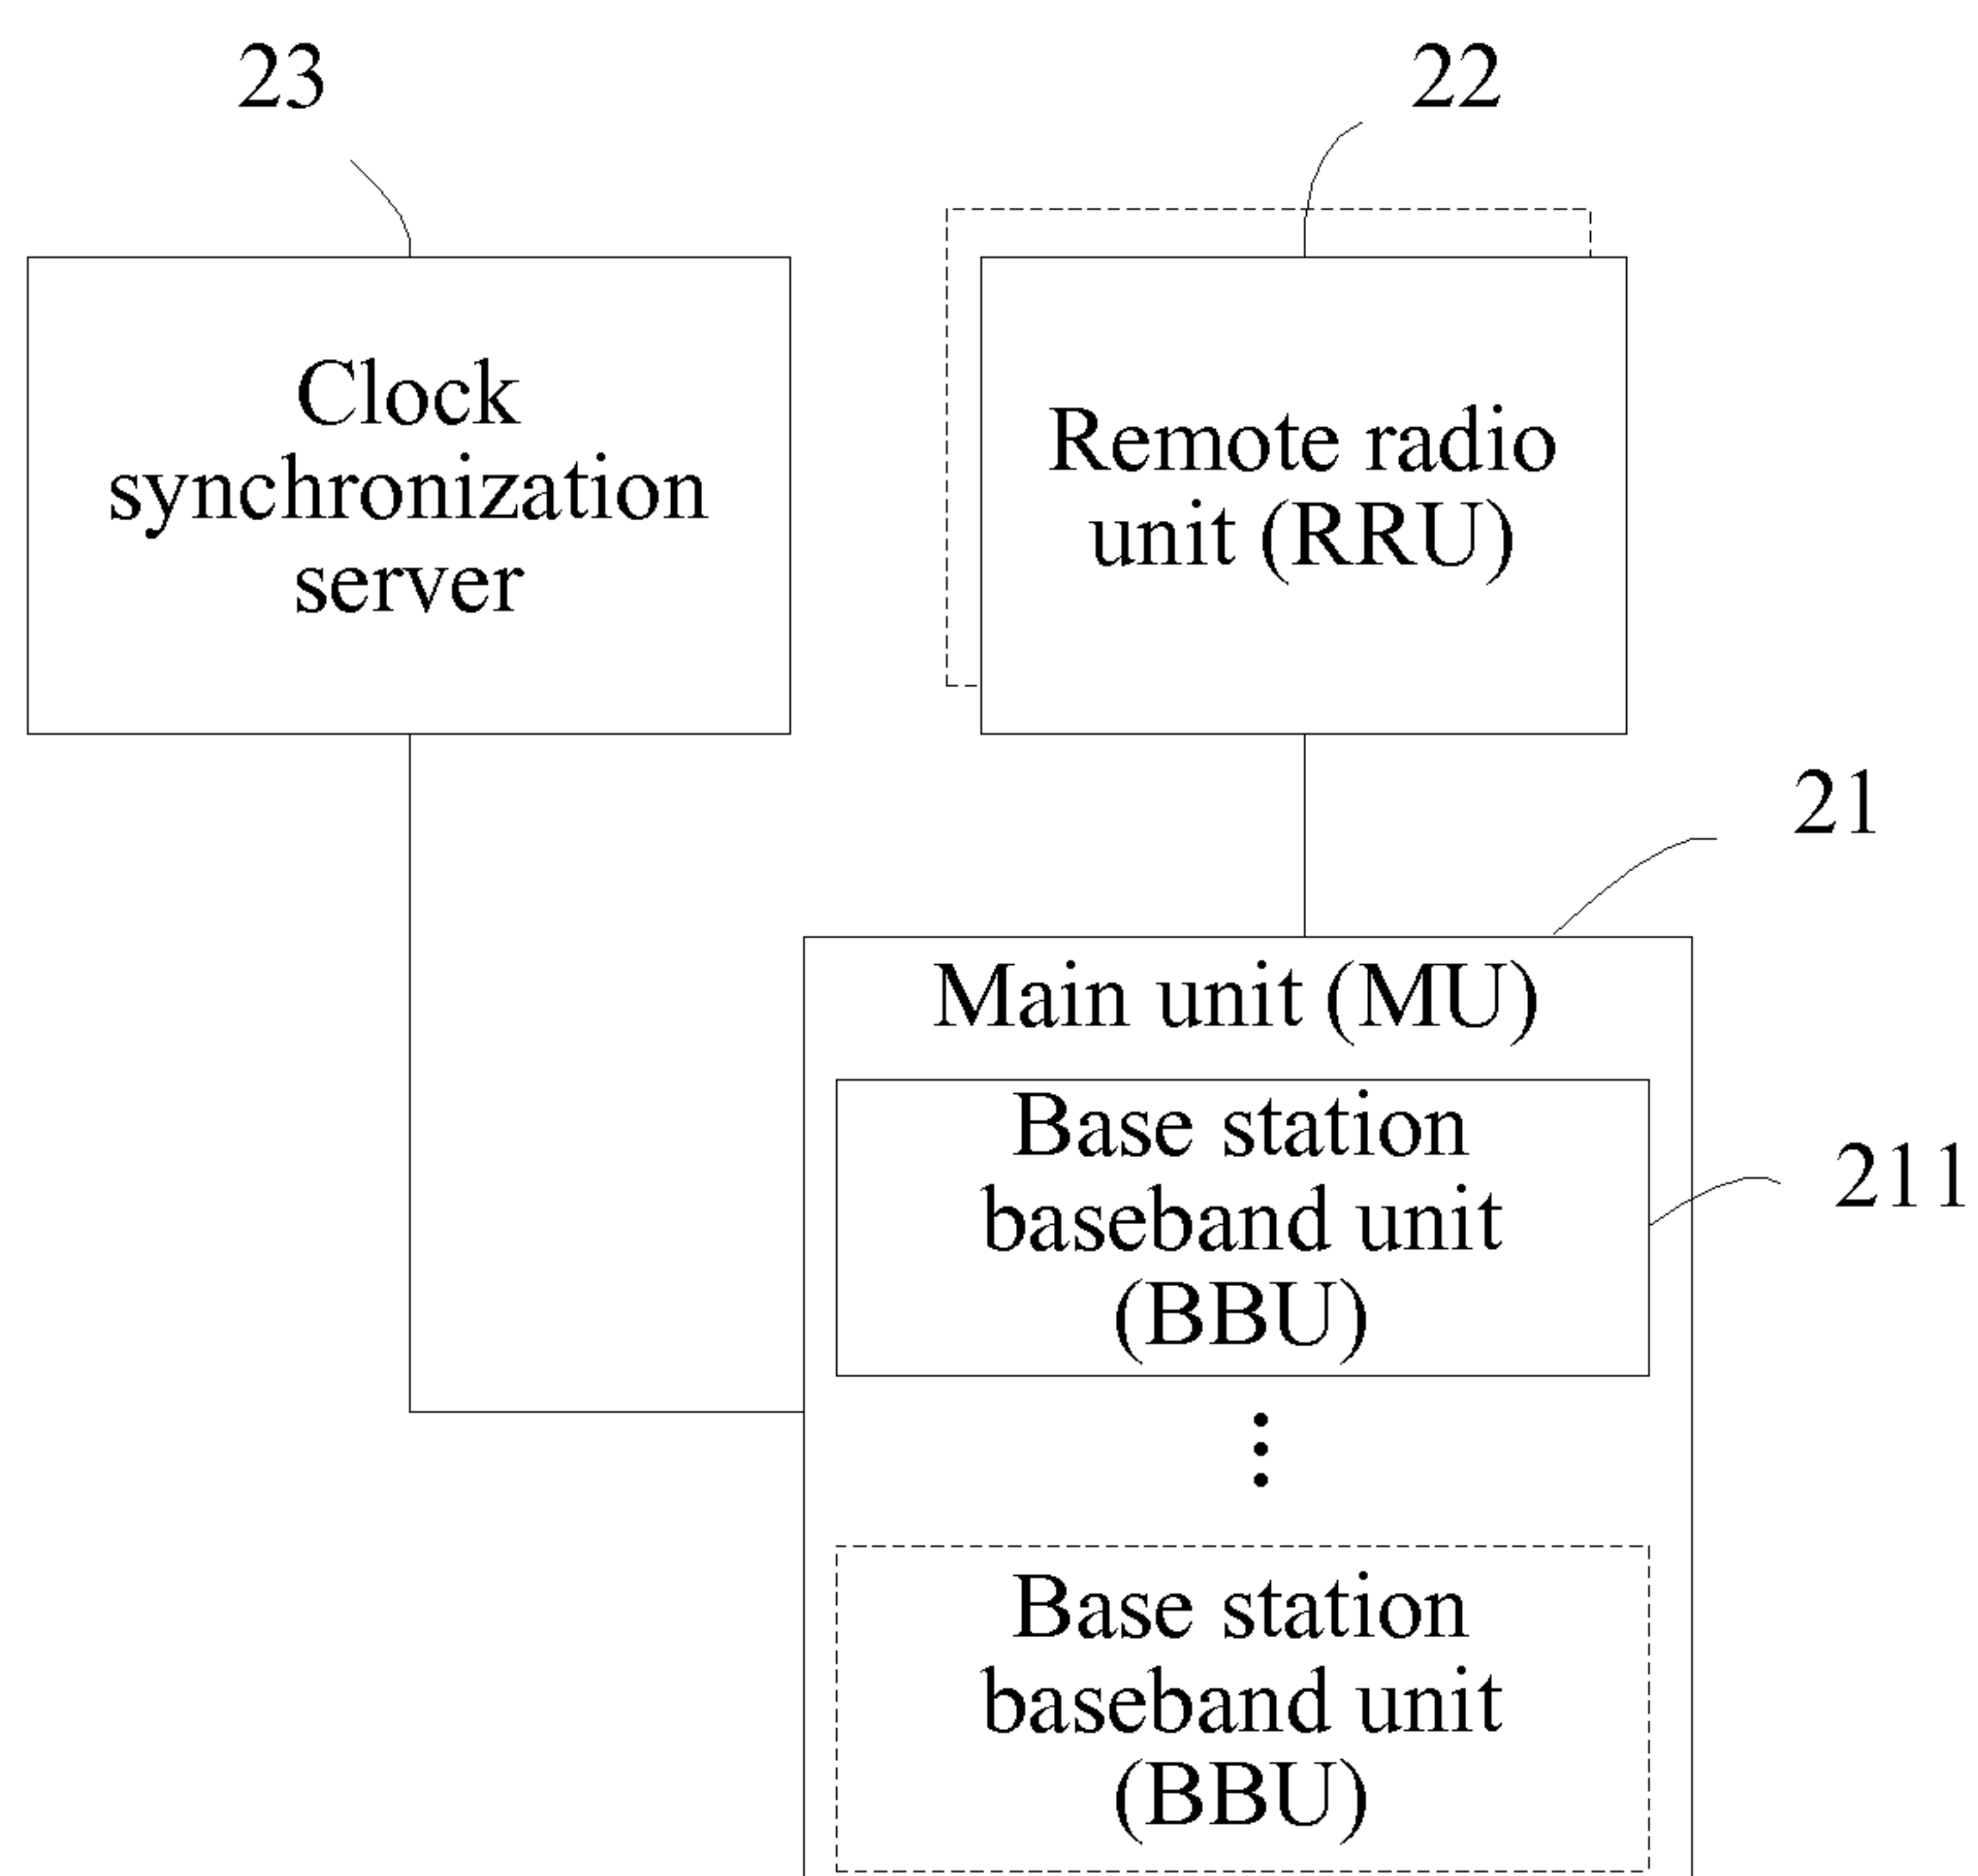 23
22
Clock
synchronization
server
Remote radio
unit (RRU)
21
Main unit (MU)
Base station
baseband unit
(BBU)
211
Base station
baseband unit
(BBU)